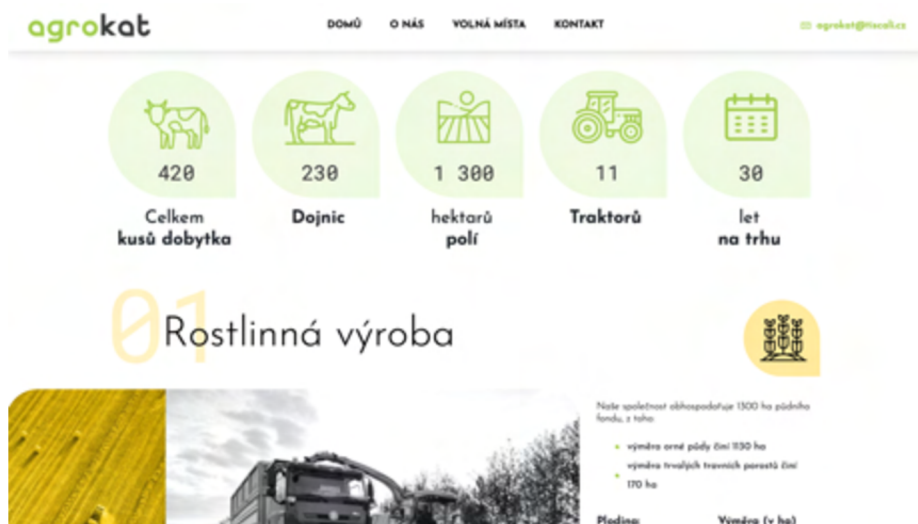 agrokat
DOMŮ O NÁS VOLNÁ MÍSTA KONTAKT
agrokat@tiscali.cz
420
230
1 300
11
30
Celkem
kusů dobytka
Dojnic
hektarů
polí
Traktorů
let
na trhu
01
Rostlinná výroba
Naše společnost obhospodařuje 1300 ha půdního
fondu, z toho:
výměra orné půdy činí 1130 ha
výměra trvalých travních porostů činí
170 ha
Plodina: Výměra (v ha)